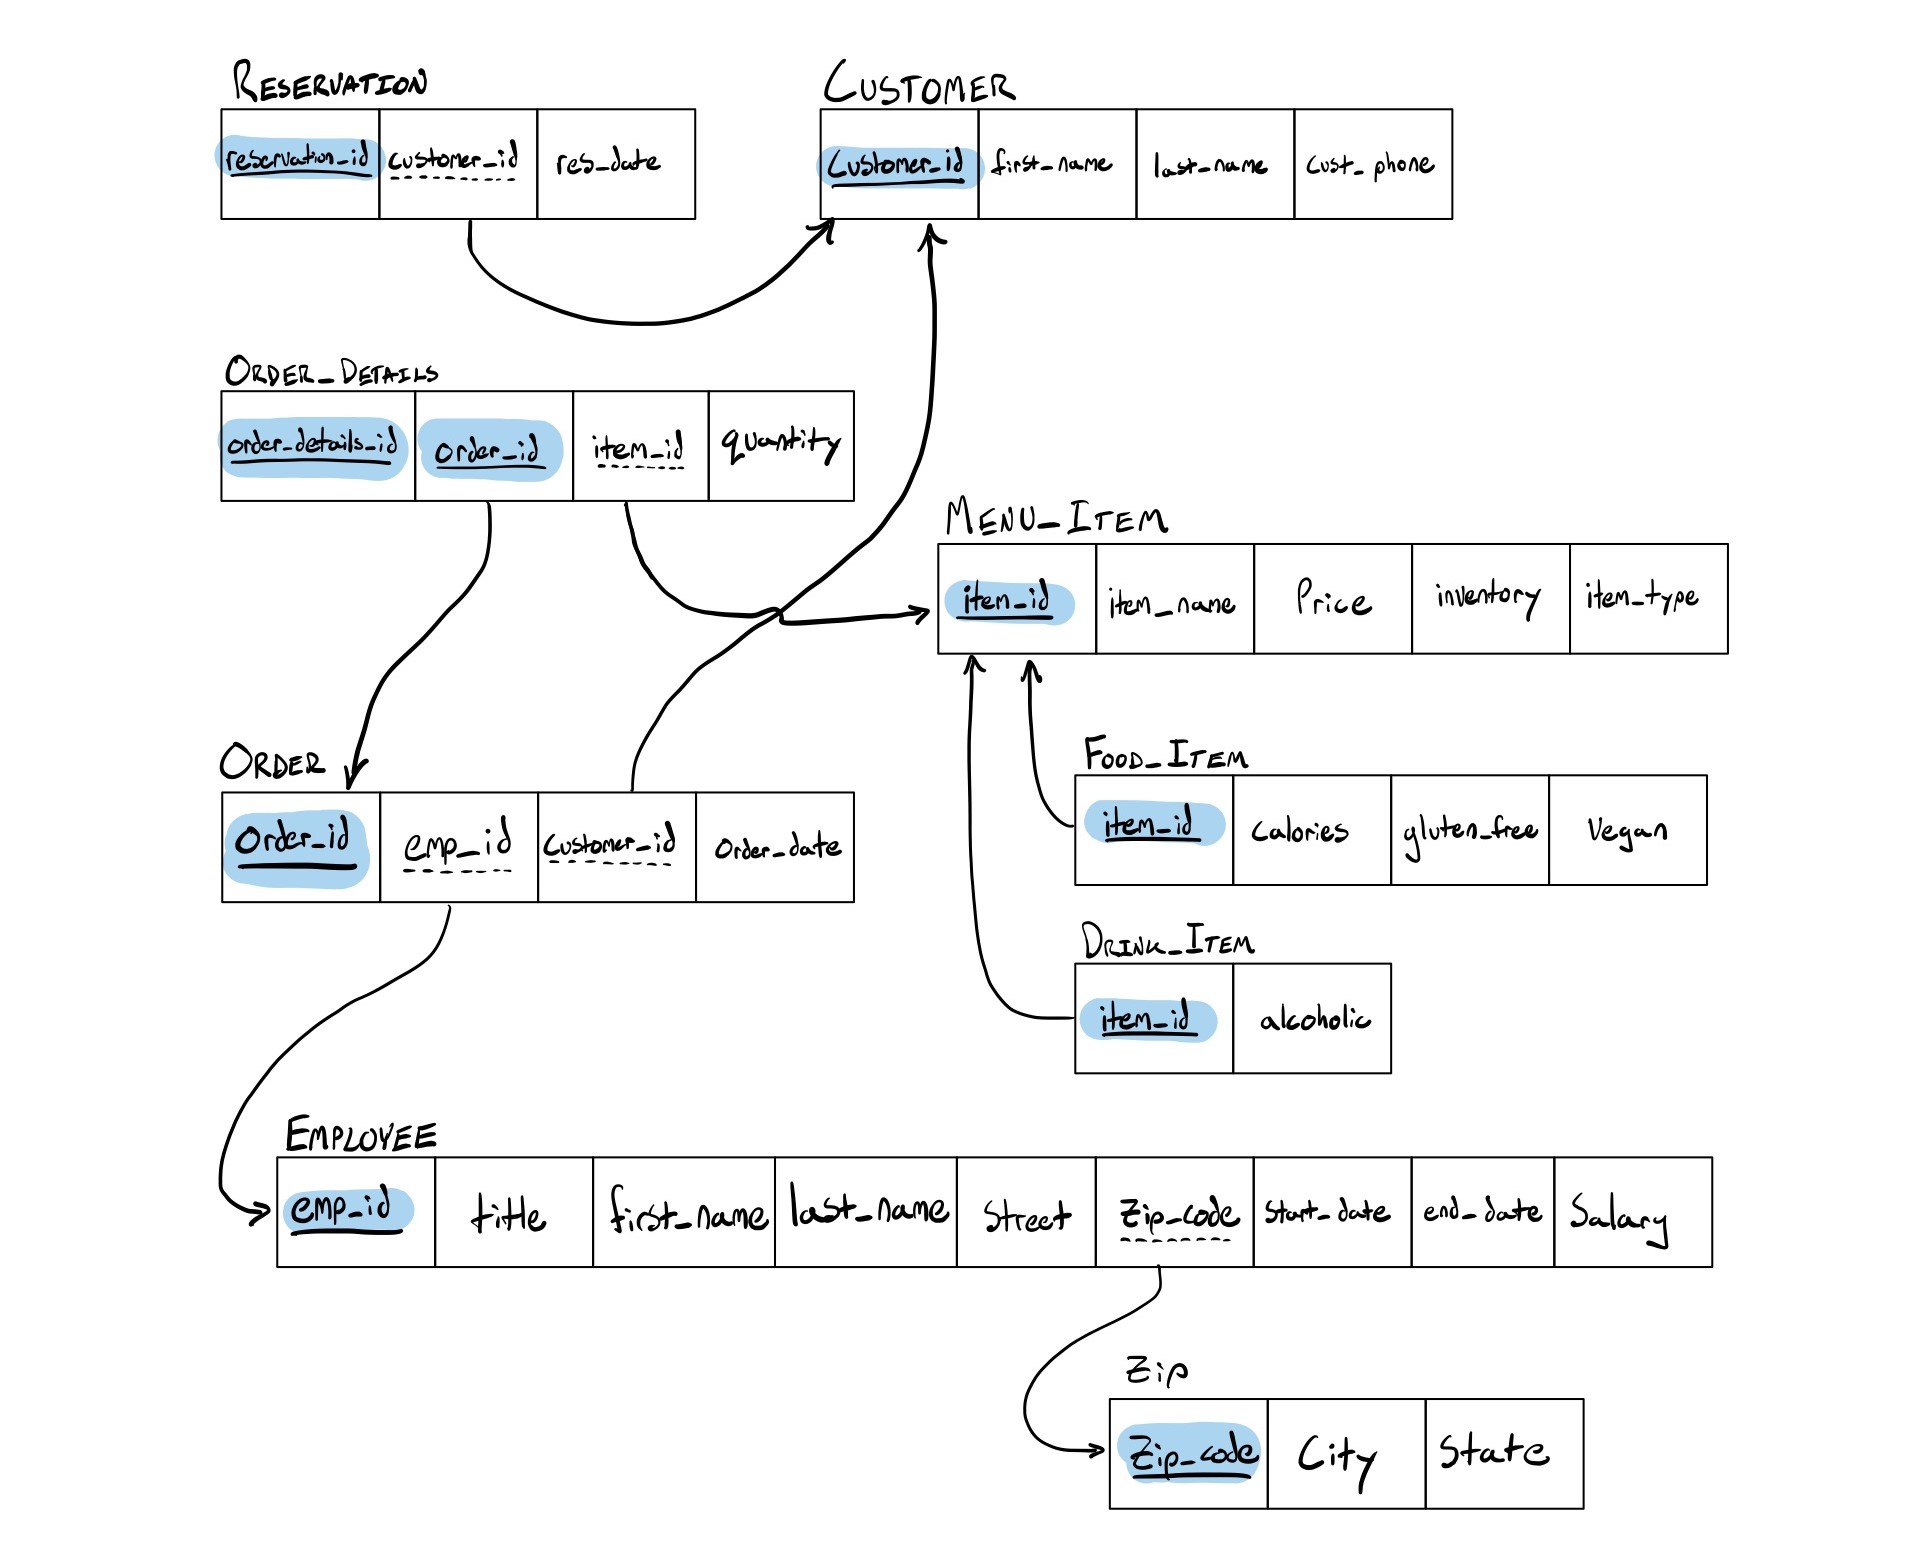 RESERVATION
reservation_id customer_id res_date
CUSTOMER
Customer_id first_name last_name cust_phone
ORDER_DETAILS
order_details_id order_id item_id quantity
MENU_ITEM
item_id item_name Price inventory item_type
ORDER
Order_id emp_id Customer_id Order_date
FOOD_ITEM
item_id Calories gluten_free Vegan
DRINK_ITEM
item_id alcoholic
EMPLOYEE
emp_id title first_name last_name Street Zip_code Start_date end_date Salary
Zip
Zip_code City State